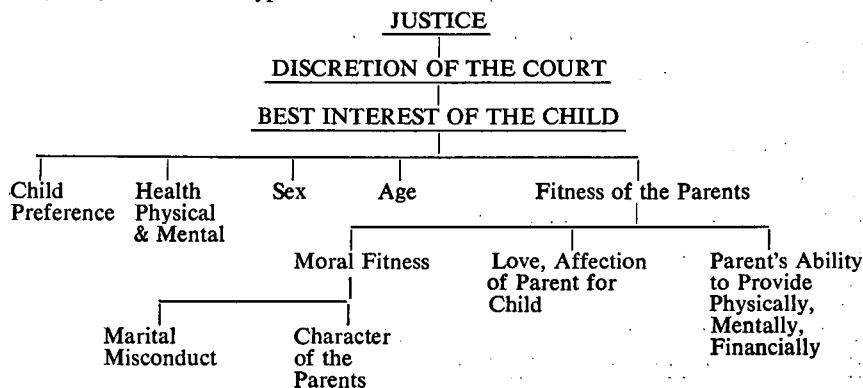 JUSTICE
DISCRETION OF THE COURT
BEST INTEREST OF THE CHILD
Child Preference
Health Physical & Mental
Sex
Age
Fitness of the Parents
Moral Fitness
Love, Affection of Parent for Child
Parent's Ability to Provide Physically, Mentally, Financially
Marital Misconduct
Character of the Parents